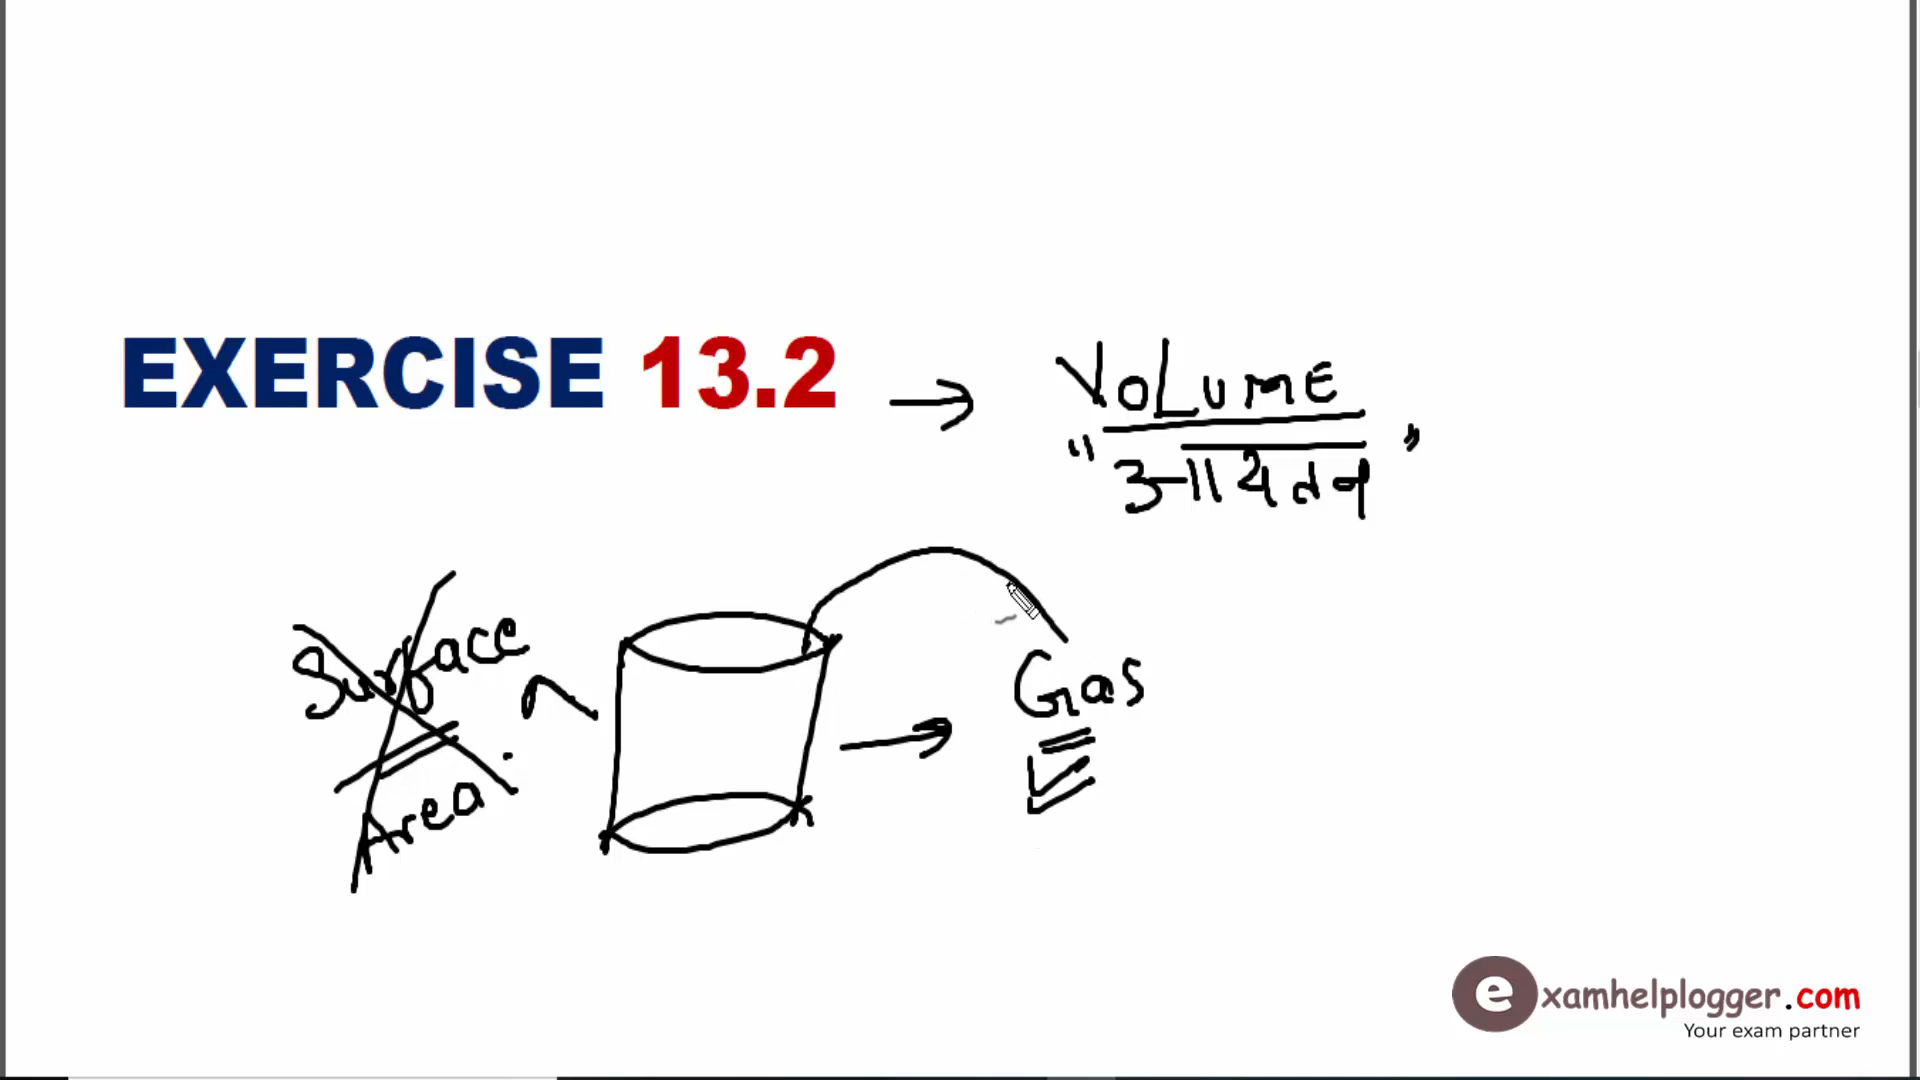 EXERCISE 13.2 → VOLUME
"आयतन"
Surface
Area
Gas
examhelplogger.com
Your exam partner